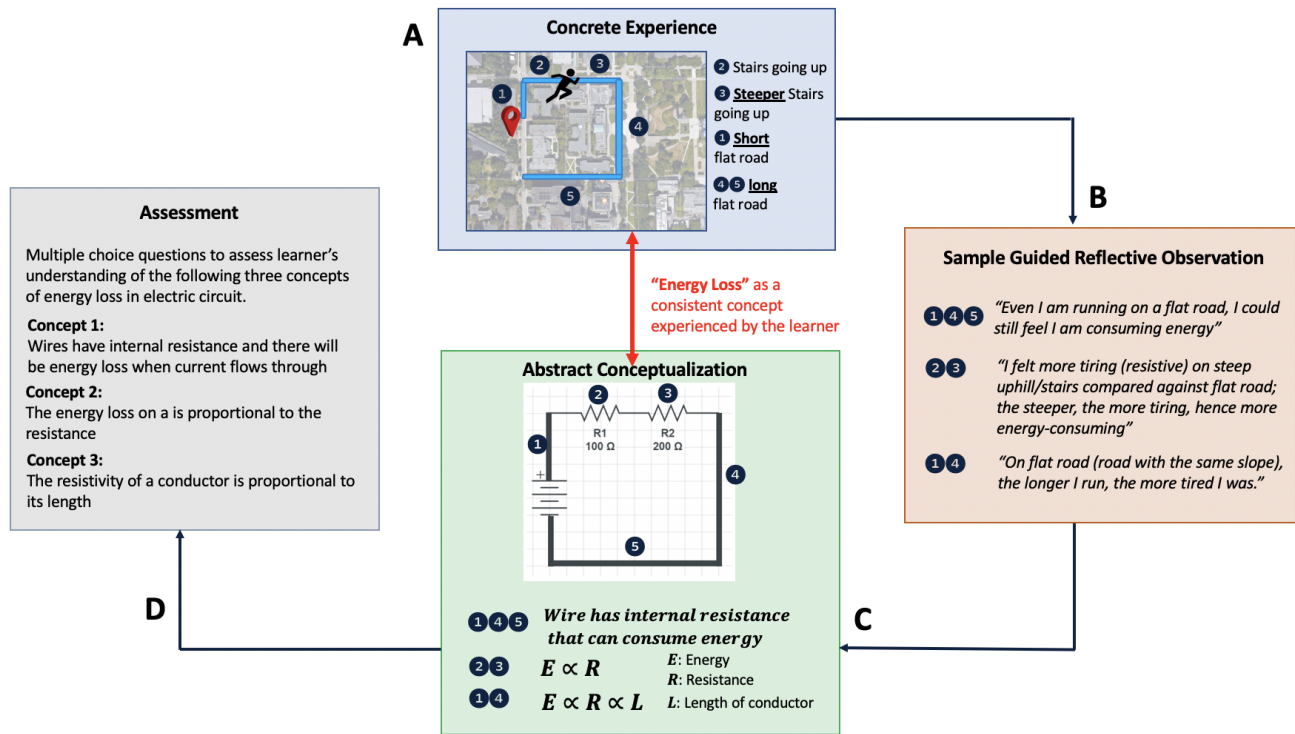 A
Concrete Experience
2
3
1
4
5
2 Stairs going up
3 Steeper Stairs
going up
1 Short
flat road
4 5 long
flat road
B
Sample Guided Reflective Observation
1 4 5
“Even I am running on a flat road, I could
still feel I am consuming energy”
2 3
“I felt more tiring (resistive) on steep
uphill/stairs compared against flat road;
the steeper, the more tiring, hence more
energy-consuming”
1 4
“On flat road (road with the same slope),
the longer I run, the more tired I was.”
“Energy Loss” as a
consistent concept
experienced by the learner
C
Abstract Conceptualization
2
3
R1
100 Ω
R2
200 Ω
1
+
4
5
1 4 5
Wire has internal resistance
that can consume energy
2 3
E ∝ R
E: Energy
R: Resistance
1 4
E ∝ R ∝ L
L: Length of conductor
D
Assessment
Multiple choice questions to assess learner’s
understanding of the following three concepts
of energy loss in electric circuit.
Concept 1:
Wires have internal resistance and there will
be energy loss when current flows through
Concept 2:
The energy loss on a is proportional to the
resistance
Concept 3:
The resistivity of a conductor is proportional to
its length